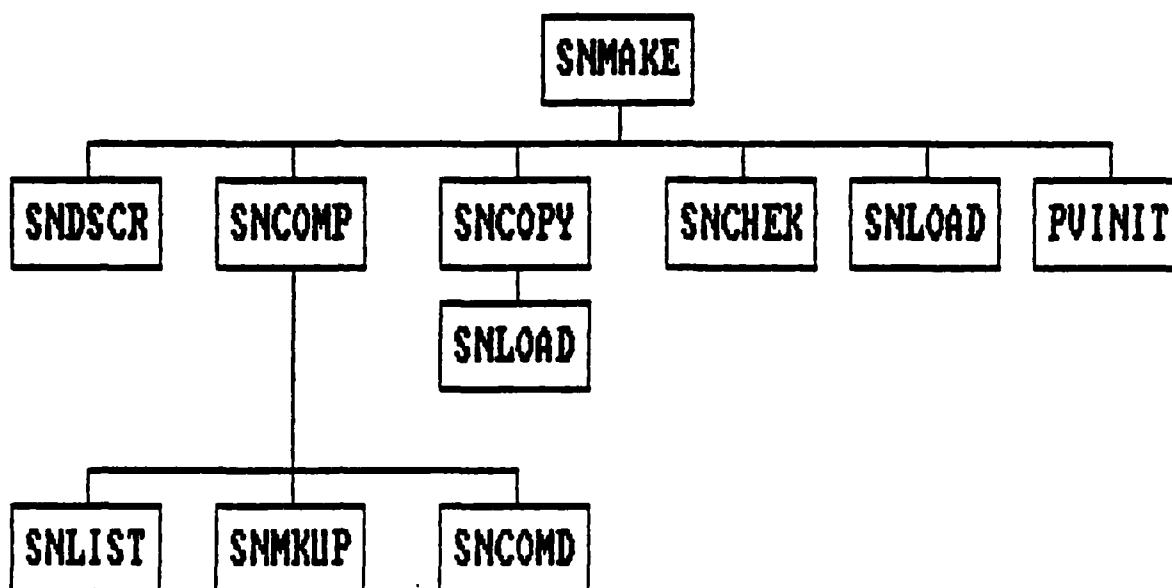 SNMAKE
SNDSCR SNCOMP SNCOPY SNCHEK SNLOAD PVINIT
SNLOAD
SNLIST SNMKUP SNCOMD